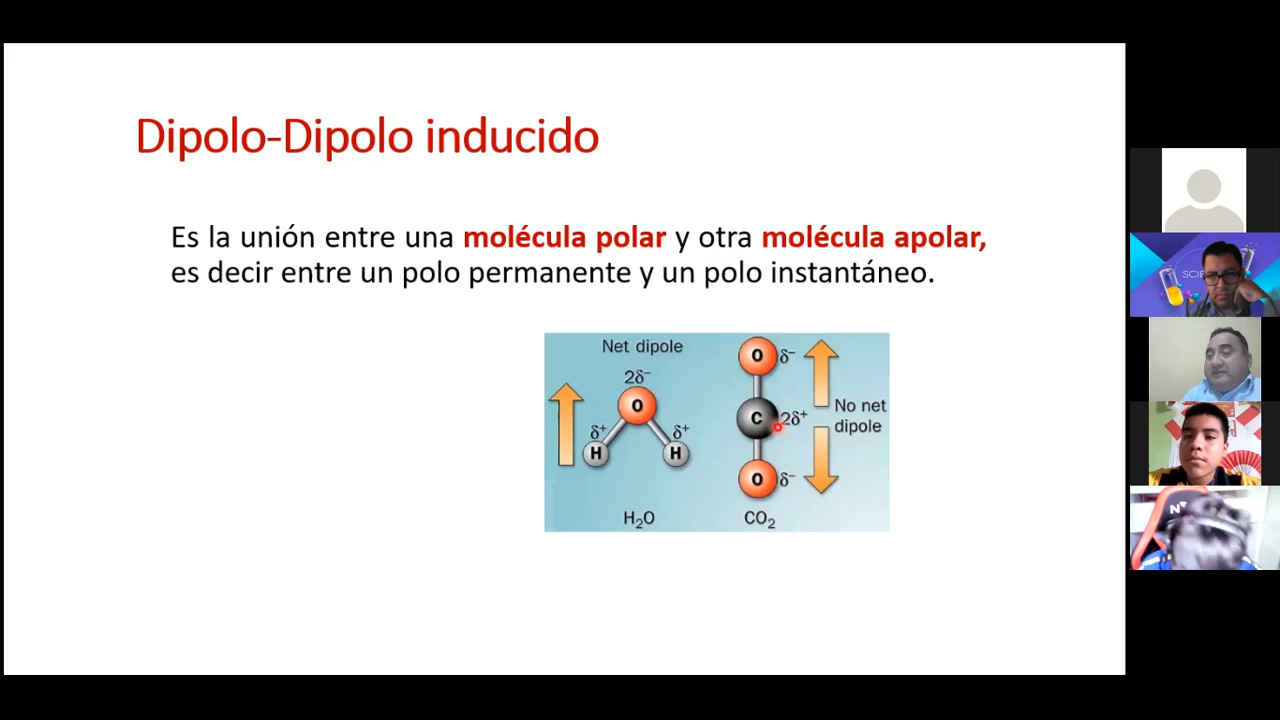 Dipolo-Dipolo inducido
Es la unión entre una molécula polar y otra molécula apolar,
es decir entre un polo permanente y un polo instantáneo.
Net dipole
2δ⁻
O
δ⁺
δ⁺
H
H
H₂O
O
δ⁻
C
2δ⁺
O
δ⁻
CO₂
No net
dipole